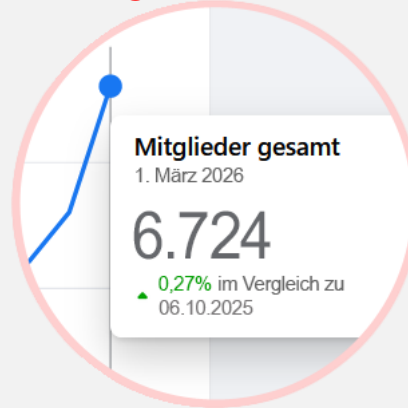 Mitglieder gesamt
1. März 2026
6.724
0,27% im Vergleich zu
06.10.2025